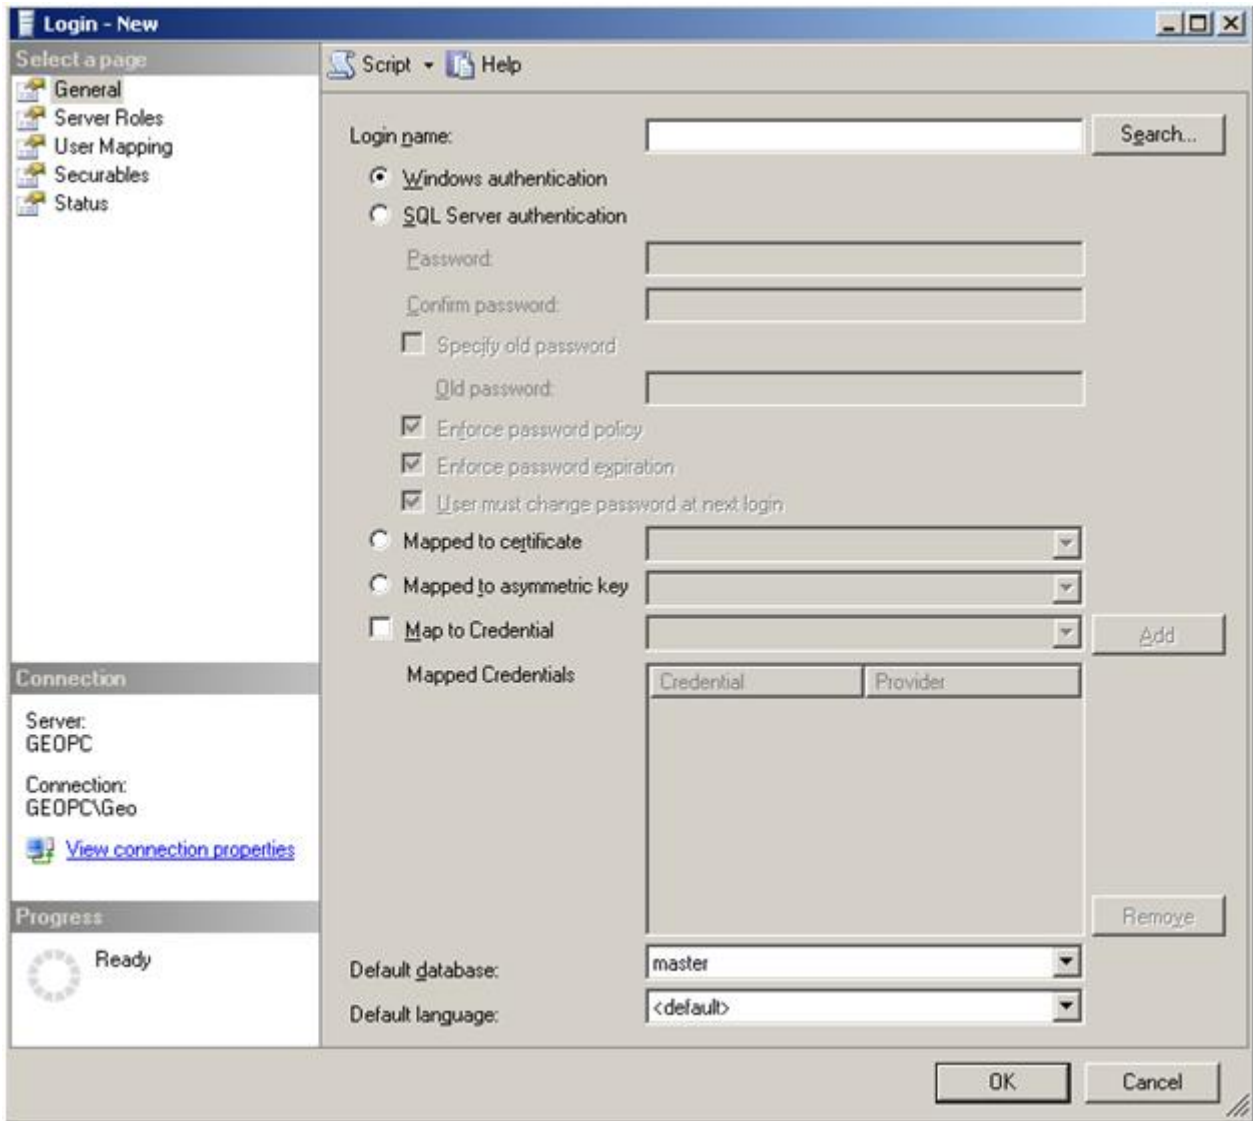 Login - New
Select a page
General
Server Roles
User Mapping
Securables
Status
Connection
Server:
GEOPC
Connection:
GEOPC\Geo
View connection properties
Progress
Ready
Script Help
Login name:
Search...
Windows authentication
SQL Server authentication
Password:
Confirm password:
Specify old password
Old password:
Enforce password policy
Enforce password expiration
User must change password at next login
Mapped to certificate
Mapped to asymmetric key
Map to Credential
Add
Mapped Credentials
Credential Provider
Remove
Default database:
master
Default language:
<default>
OK Cancel